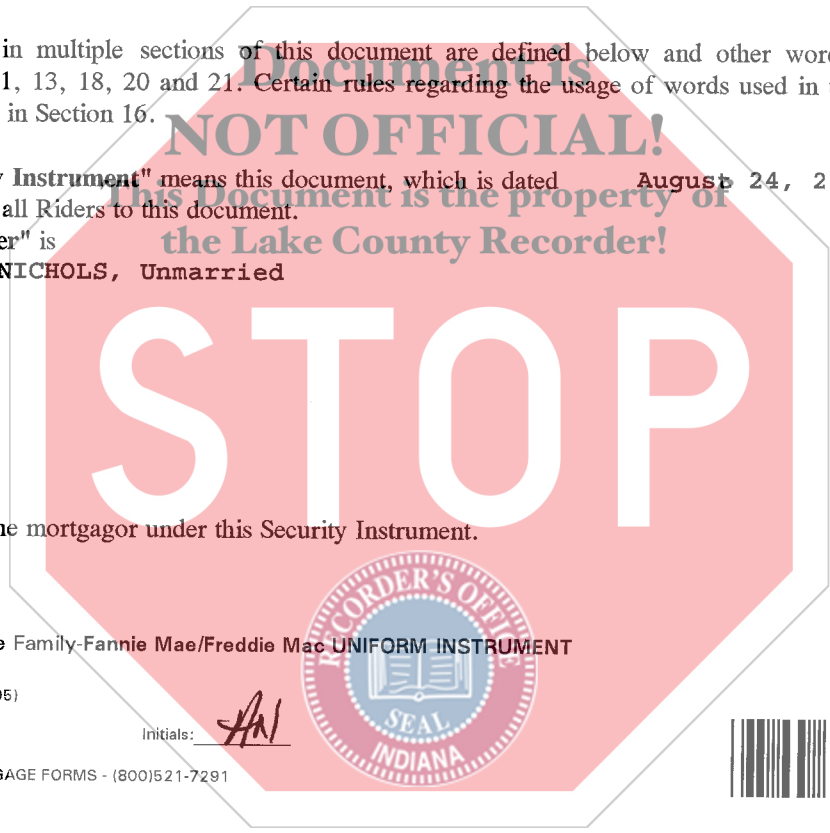 in multiple sections of this document are defined below and other wor
1, 13, 18, 20 and 21. Certain rules regarding the usage of words used in
in Section 16.
Document is
NOT OFFICIAL!
Instrument" means this document, which is dated August 24, 2
This Document is the property of
all Riders to this document.
er" is
the Lake County Recorder!
NICHOLS, Unmarried
STOP
mortgagor under this Security Instrument.
RECORDER'S OFFICE
Family-Fannie Mae/Freddie Mac UNIFORM INSTRUMENT
SEAL
INDIANA
Initials:
GAGE FORMS - (800)521-7291